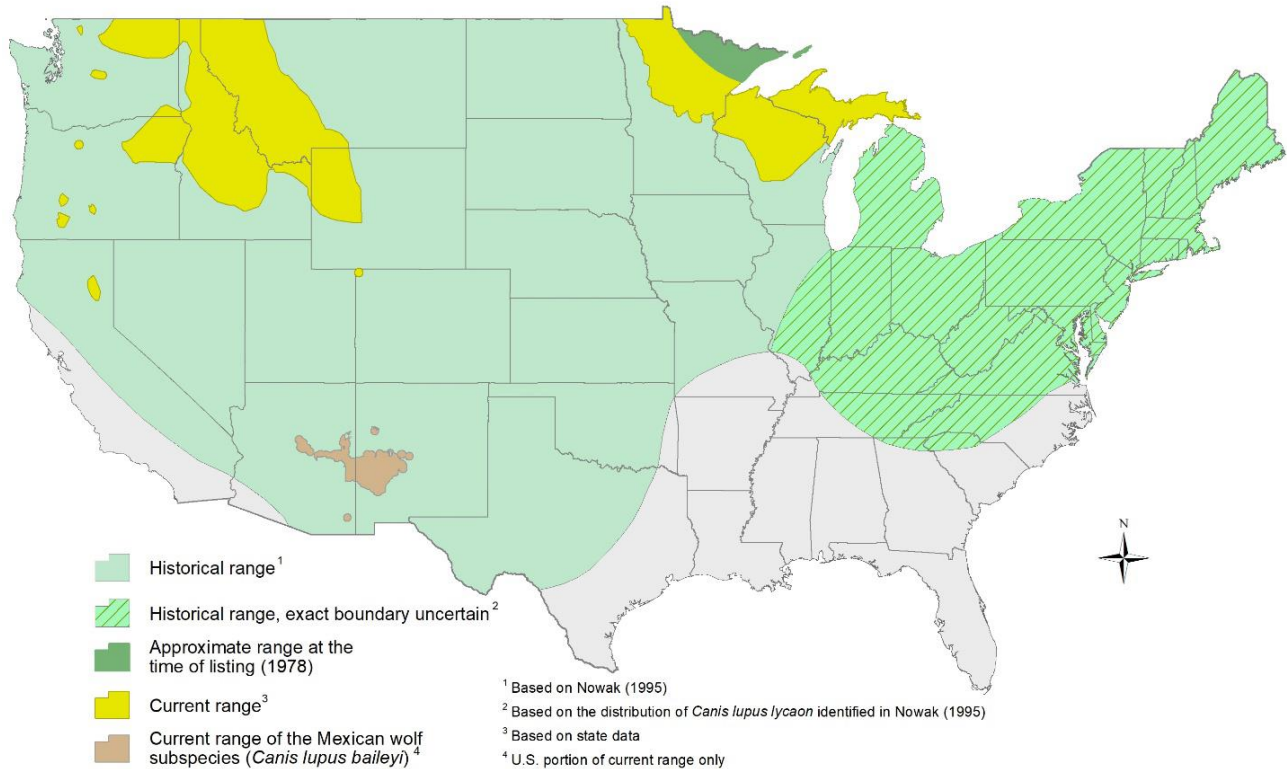 N
Historical range1
Historical range, exact boundary uncertain2
Approximate range at the
time of listing (1978)
Current range3
Current range of the Mexican wolf
subspecies (Canis lupus baileyi) 4
1 Based on Nowak (1995)
2 Based on the distribution of Canis lupus lycaon identified in Nowak (1995)
3 Based on state data
4 U.S. portion of current range only